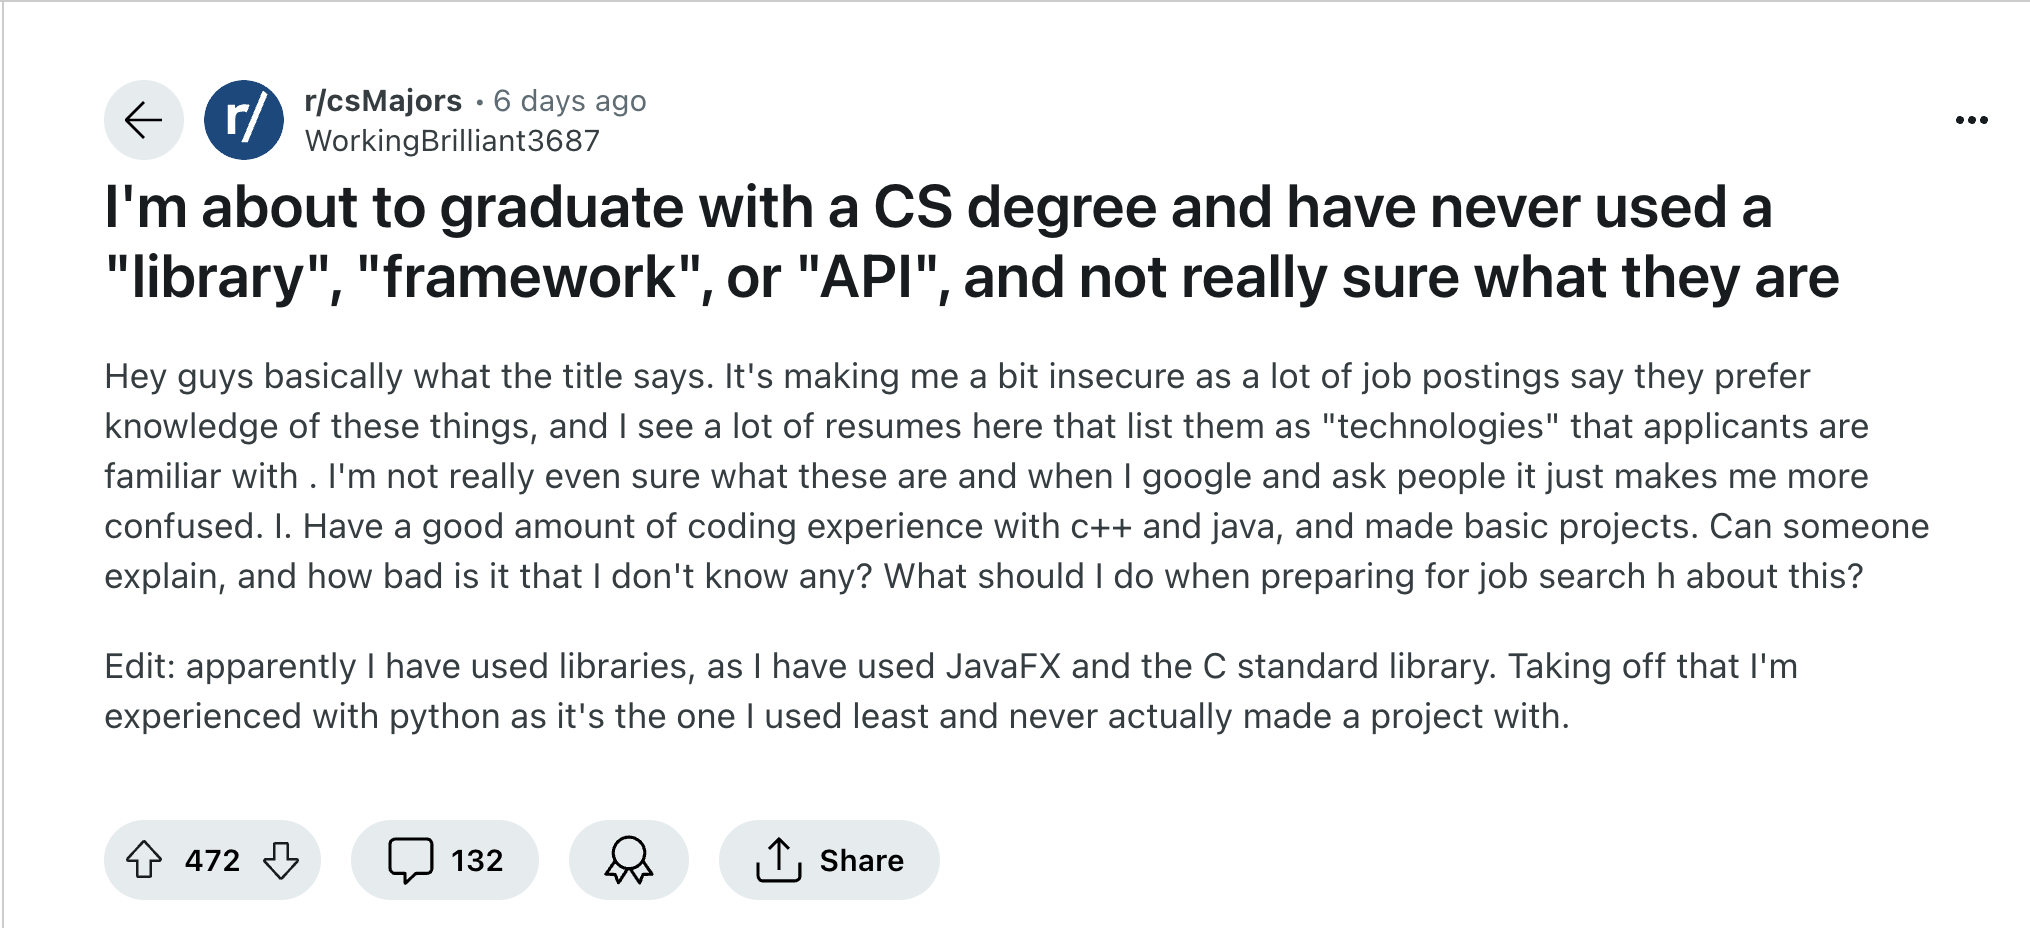 r/
r/csMajors • 6 days ago
WorkingBrilliant3687
I'm about to graduate with a CS degree and have never used a
"library", "framework", or "API", and not really sure what they are
Hey guys basically what the title says. It's making me a bit insecure as a lot of job postings say they prefer
knowledge of these things, and I see a lot of resumes here that list them as "technologies" that applicants are
familiar with . I'm not really even sure what these are and when I google and ask people it just makes me more
confused. I. Have a good amount of coding experience with c++ and java, and made basic projects. Can someone
explain, and how bad is it that I don't know any? What should I do when preparing for job search h about this?
Edit: apparently I have used libraries, as I have used JavaFX and the C standard library. Taking off that I'm
experienced with python as it's the one I used least and never actually made a project with.
472 132 Share